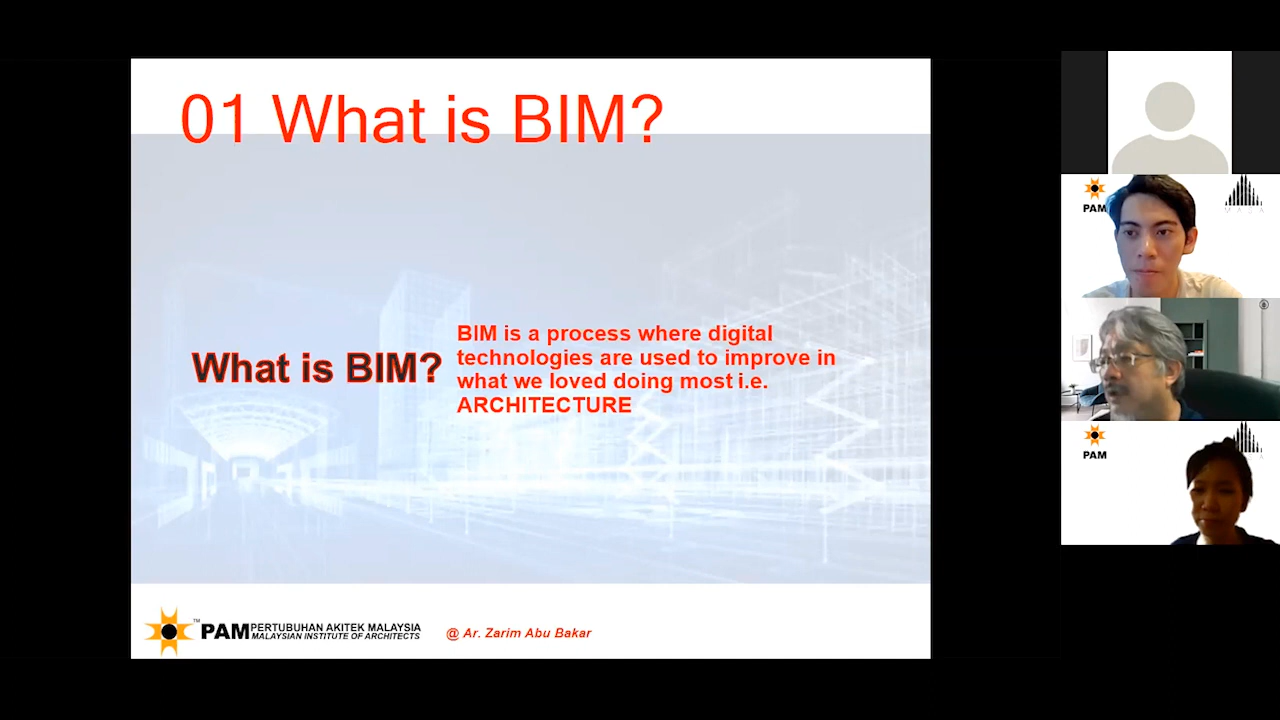 01 What is BIM?
What is BIM?
BIM is a process where digital
technologies are used to improve in
what we loved doing most i.e.
ARCHITECTURE
PAM
PERTUBUHAN AKITEK MALAYSIA
MALAYSIAN INSTITUTE OF ARCHITECTS
TM
@ Ar. Zarim Abu Bakar
PAM
PAM